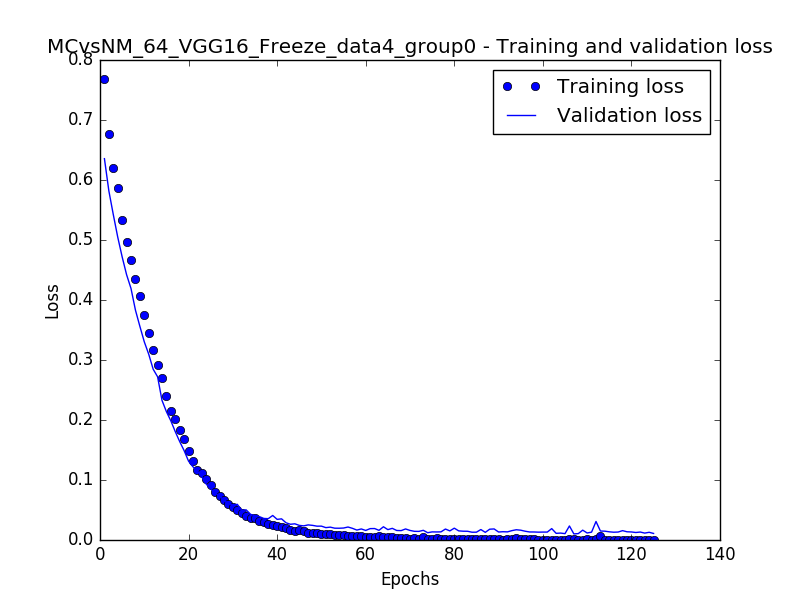 MCvsNM_64_VGG16_Freeze_data4_group0 - Training and validation loss
Training loss
Validation loss
0.8
0.7
0.6
0.5
0.4
0.3
0.2
0.1
0.0
Loss
0 20 40 60 80 100 120 140
Epochs